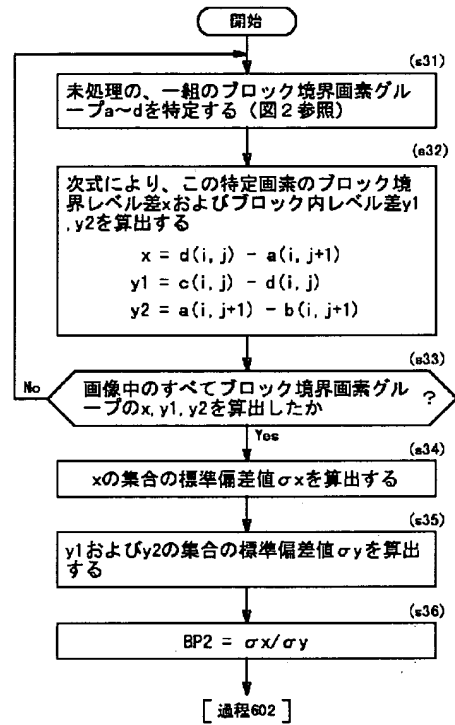 開始
(s31)
未処理の、一組のブロック境界画素グル
ープa~dを特定する(図2参照)
(s32)
次式により、この特定画素のブロック境
界レベル差xおよびブロック内レベル差y1
,y2を算出する
x = d(i, j) - a(i, j+1)
y1 = c(i, j) - d(i, j)
y2 = a(i, j+1) - b(i, j+1)
(s33)
No
画像中のすべてブロック境界画素グル
ープのx, y1, y2を算出したか
?
Yes
(s34)
xの集合の標準偏差値σxを算出する
(s35)
y1およびy2の集合の標準偏差値σyを算出
する
(s36)
BP2 = σx/σy
[過程602]